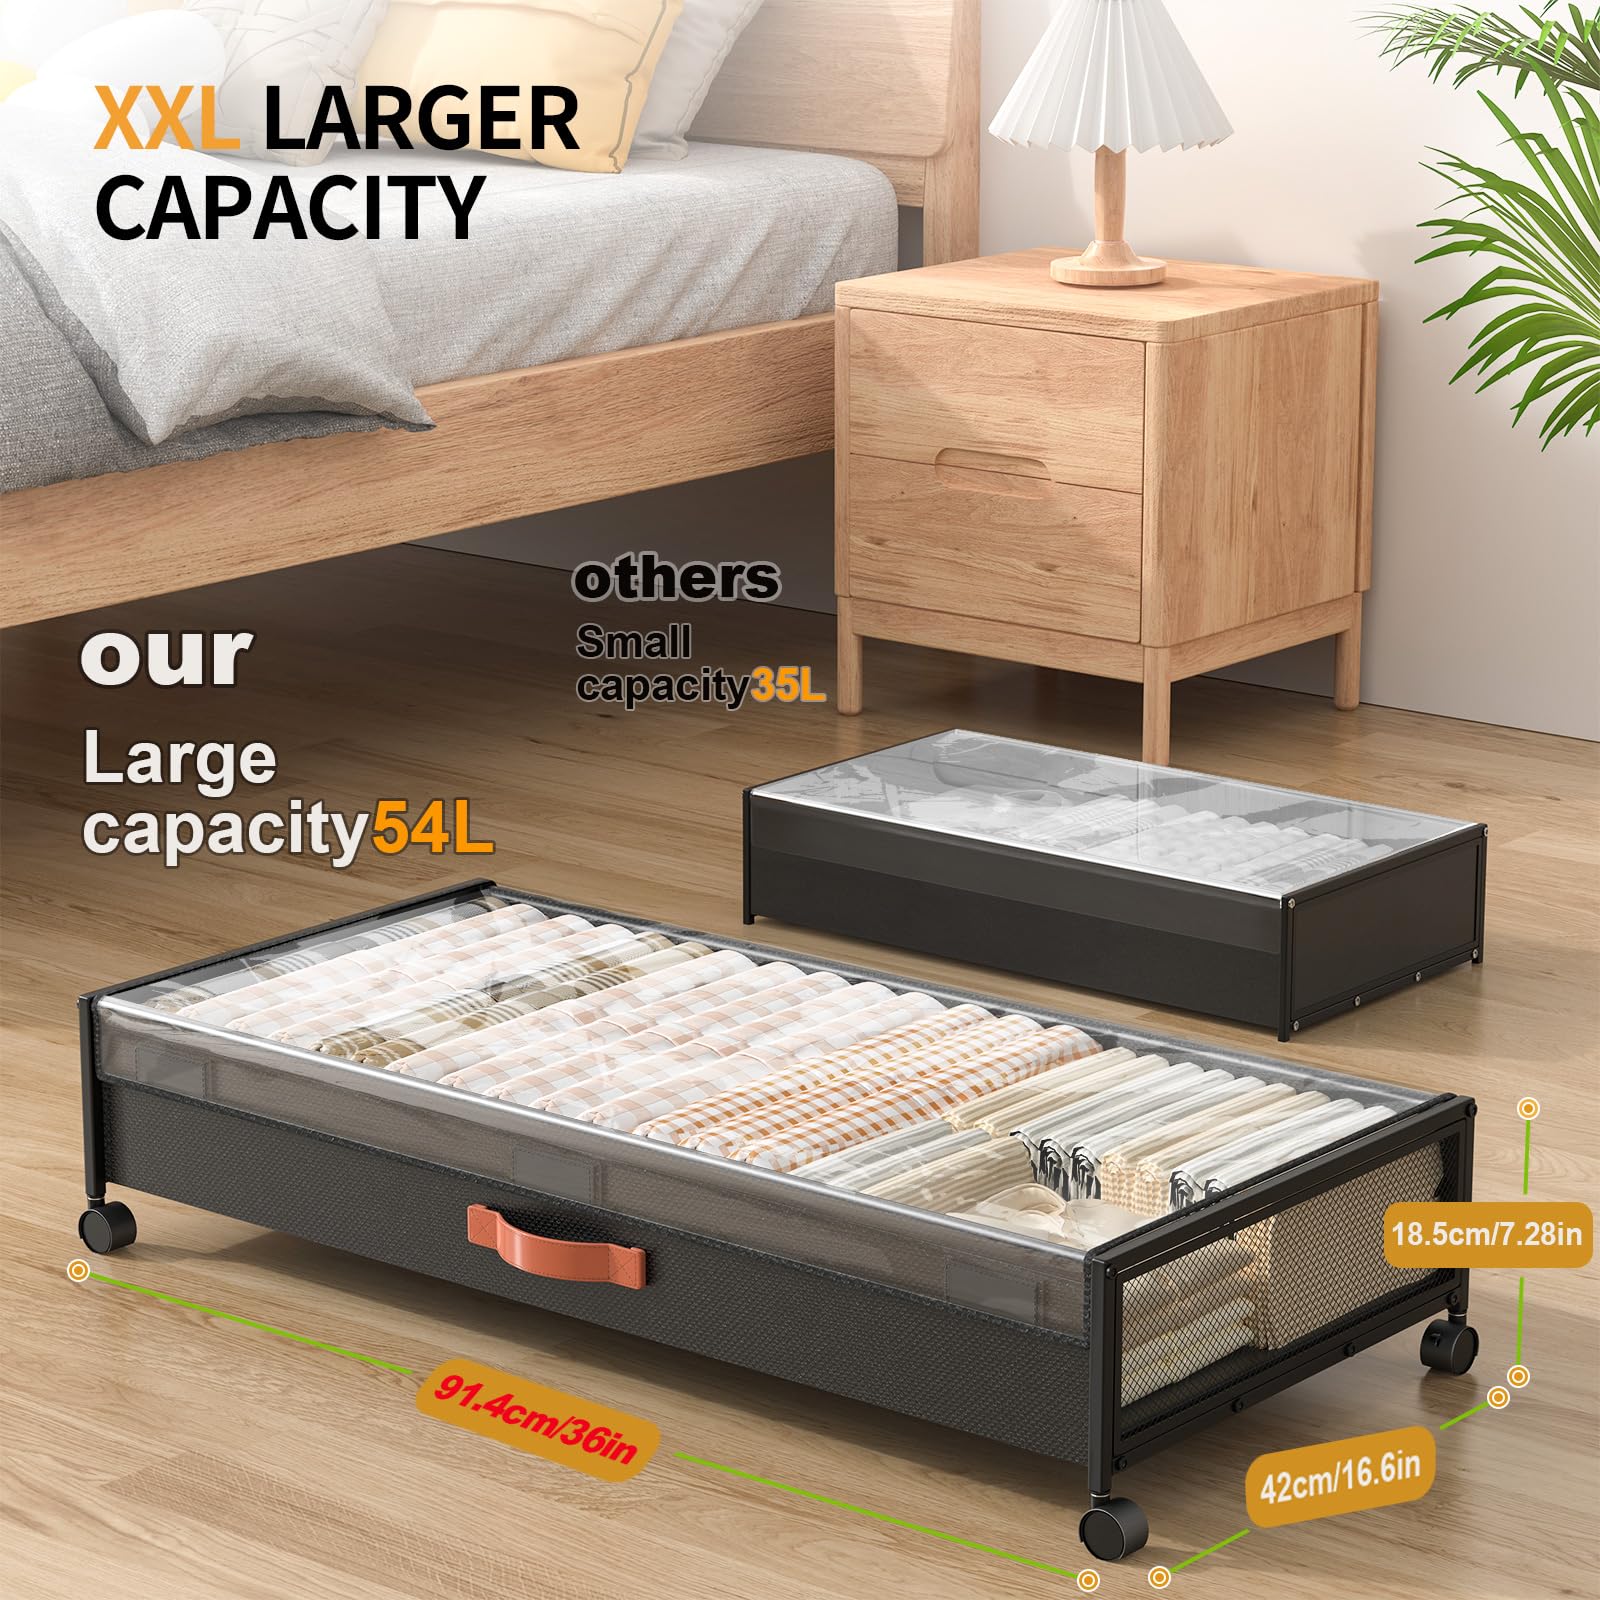 XXL LARGER
CAPACITY
others
Small
capacity35L
our
Large
capacity54L
18.5cm/7.28in
91.4cm/36in
42cm/16.6in